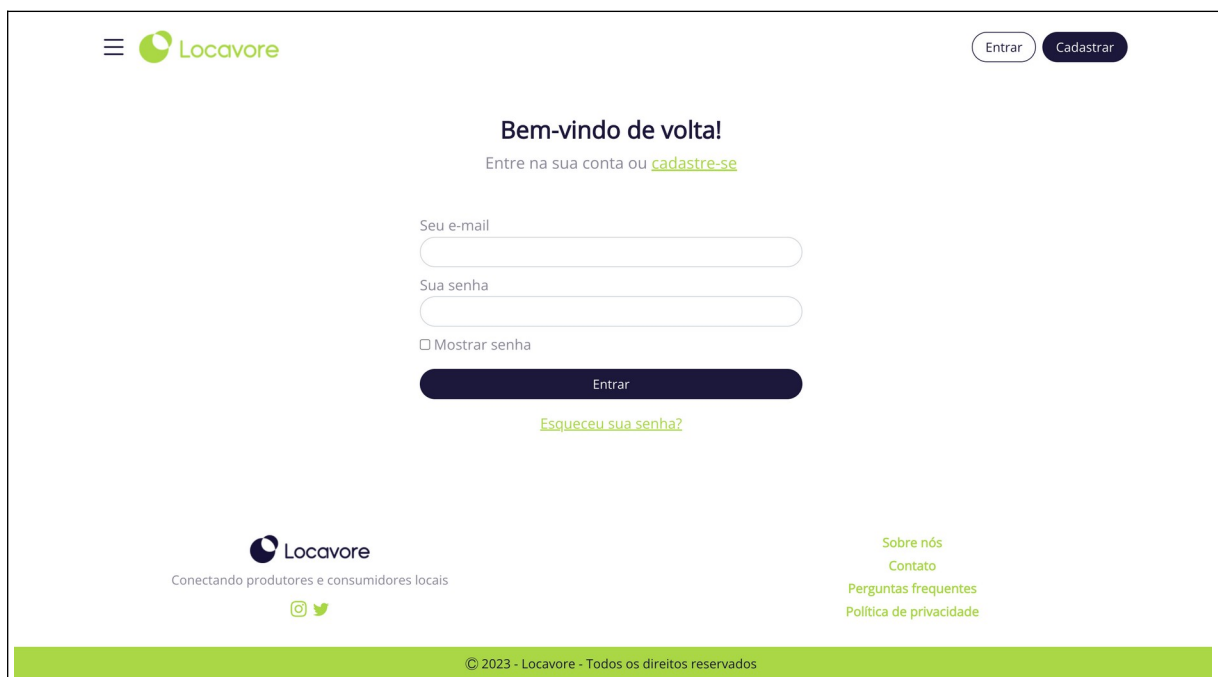 Locavore
Entrar
Cadastrar
Bem-vindo de volta!
Entre na sua conta ou cadastre-se
Seu e-mail
Sua senha
Mostrar senha
Entrar
Esqueceu sua senha?
Locavore
Conectando produtores e consumidores locais
Sobre nós
Contato
Perguntas frequentes
Política de privacidade
© 2023 - Locavore - Todos os direitos reservados